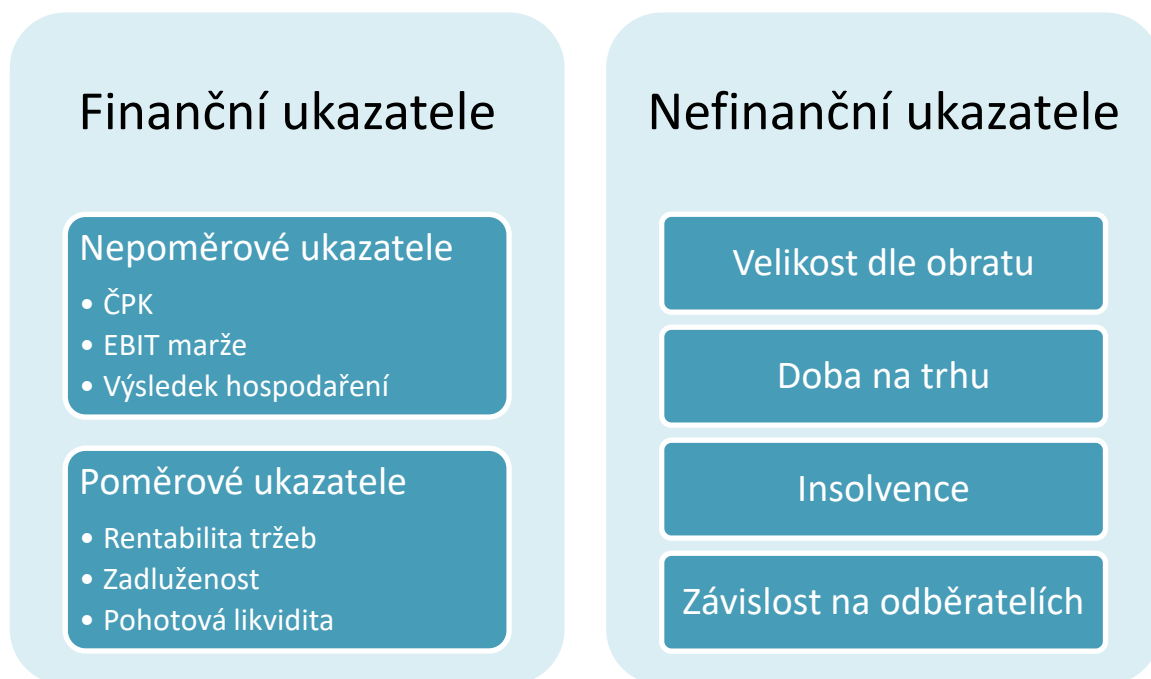 Finanční ukazatele
Nepoměrové ukazatele
• ČPK
• EBIT marže
• Výsledek hospodaření
Poměrové ukazatele
• Rentabilita tržeb
• Zadluženost
• Pohotová likvidita
Nefinanční ukazatele
Velikost dle obratu
Doba na trhu
Insolvence
Závislost na odběratelích